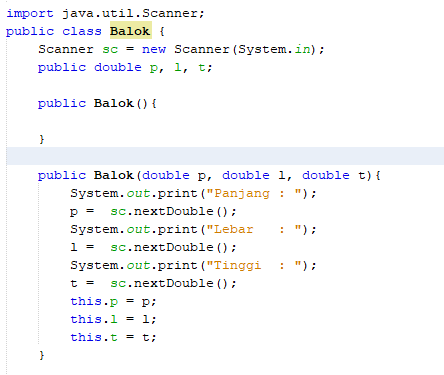 import java.util.Scanner;
public class Balok {
    Scanner sc = new Scanner(System.in);
    public double p, l, t;

    public Balok(){

    }

    public Balok(double p, double l, double t){
        System.out.print("Panjang : ");
        p =  sc.nextDouble();
        System.out.print("Lebar   : ");
        l =  sc.nextDouble();
        System.out.print("Tinggi  : ");
        t =  sc.nextDouble();
        this.p = p;
        this.l = l;
        this.t = t;
    }